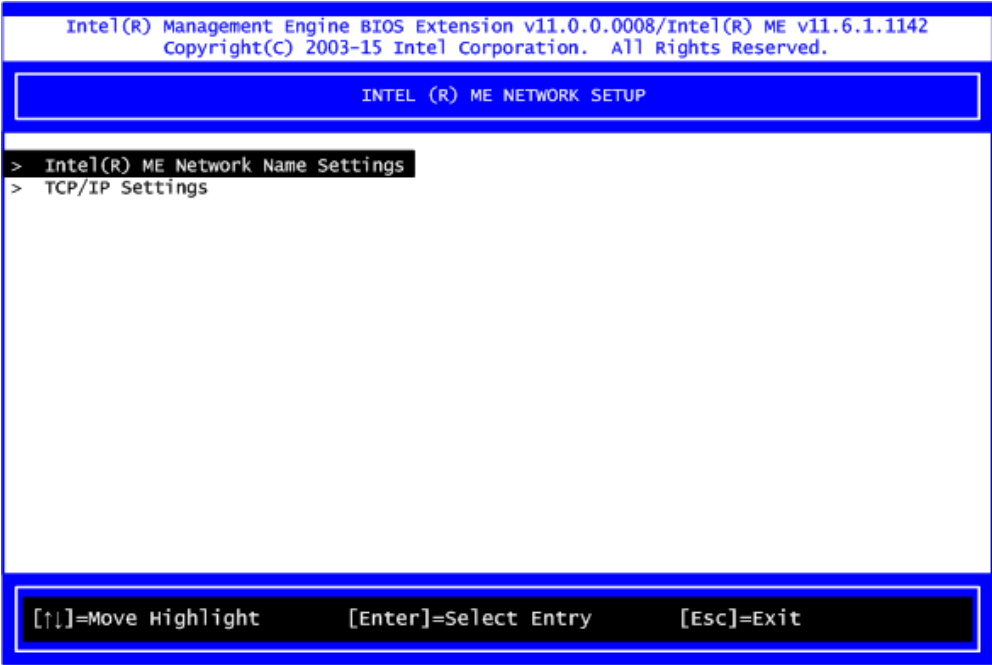 Intel(R) Management Engine BIOS Extension v11.0.0.0008/Intel(R) ME v11.6.1.1142
Copyright(C) 2003-15 Intel Corporation. All Rights Reserved.
INTEL (R) ME NETWORK SETUP
> Intel(R) ME Network Name Settings
> TCP/IP Settings
[↑↓]=Move Highlight [Enter]=Select Entry [Esc]=Exit